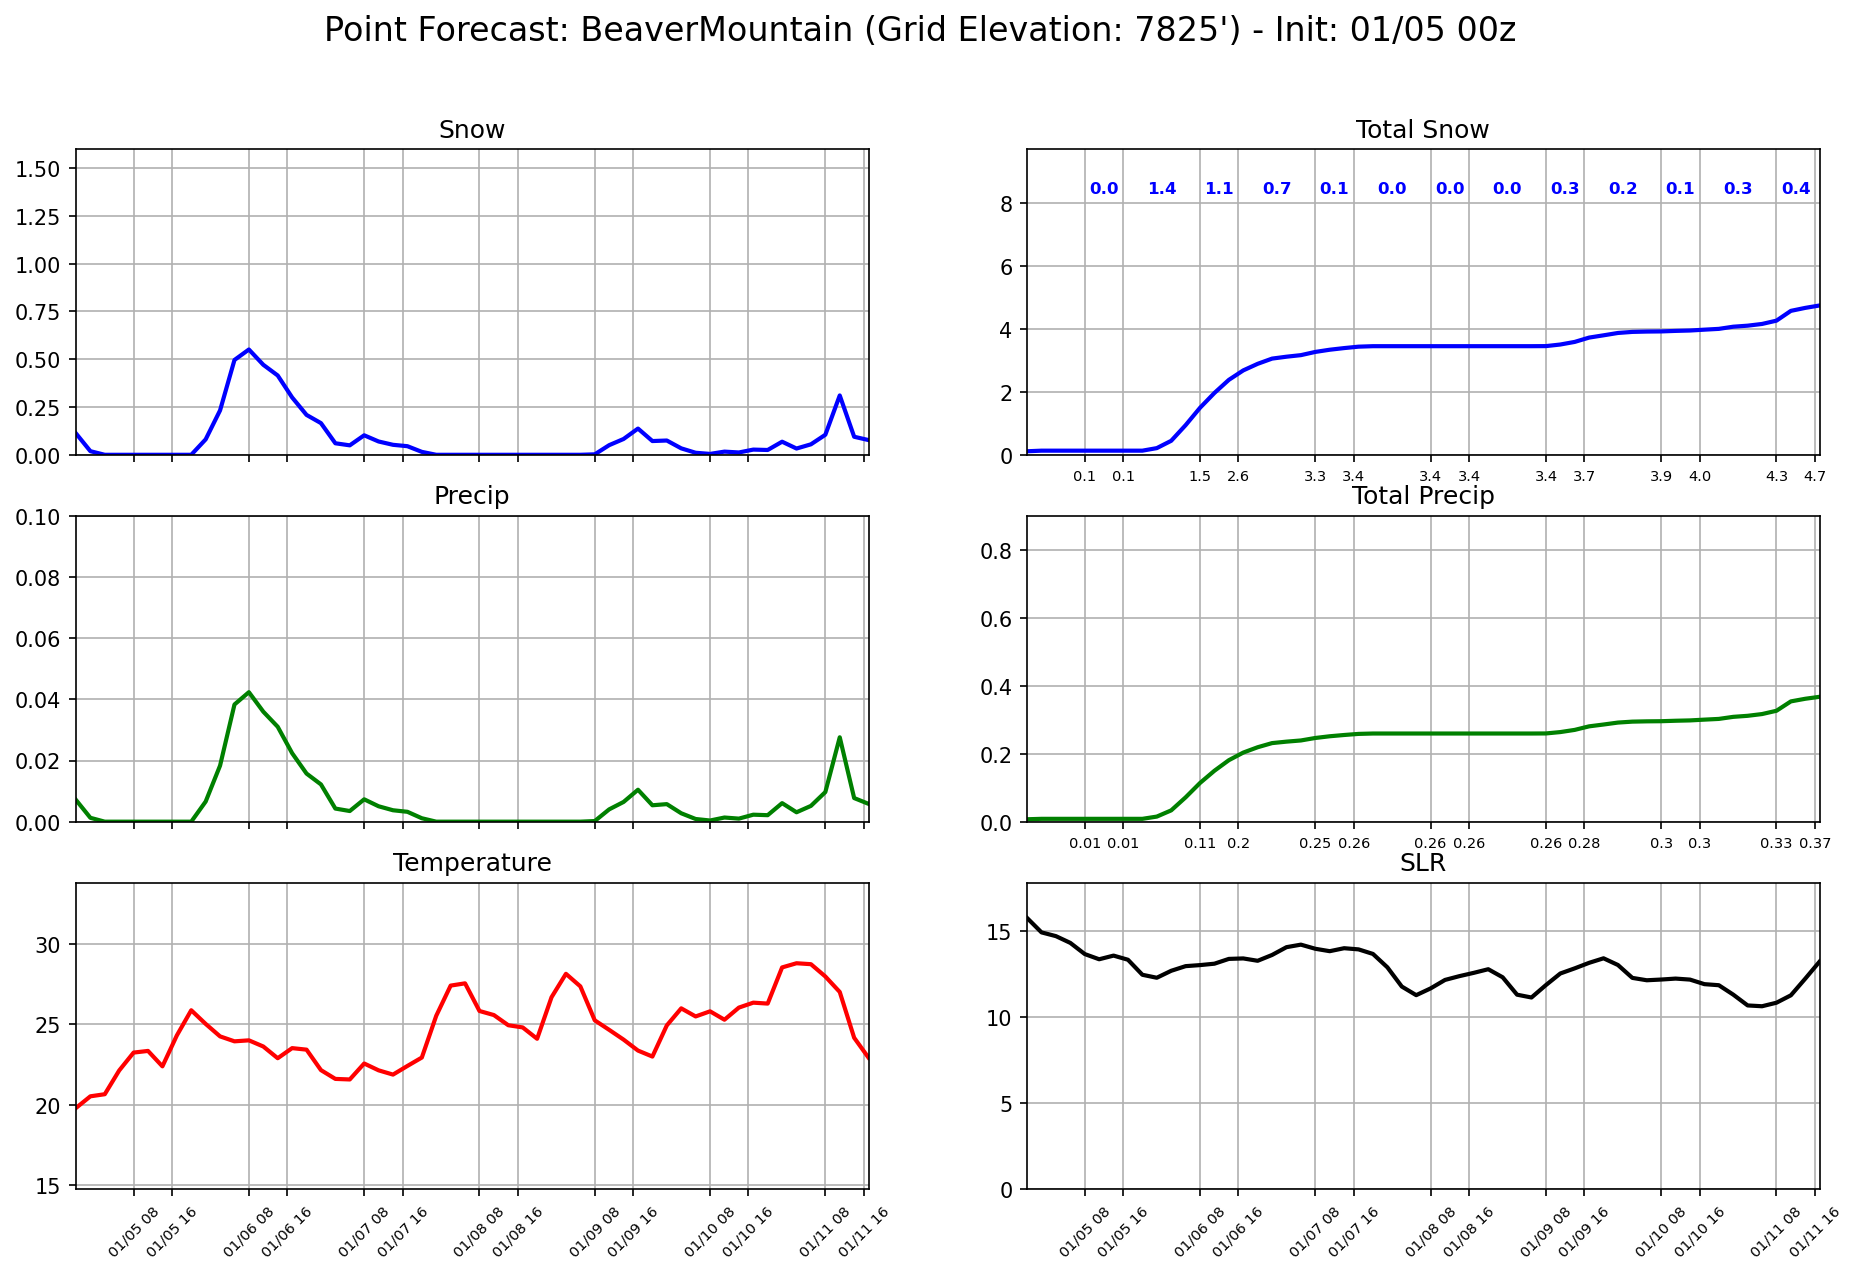 Point Forecast: BeaverMountain (Grid Elevation: 7825') - Init: 01/05 00z
Snow
1.50
1.25
1.00
0.75
0.50
0.25
0.00
Total Snow
0.0 1.4 1.1 0.7 0.1 0.0 0.0 0.0 0.3 0.2 0.1 0.3 0.4
8
6
4
2
0
0.1 0.1 1.5 2.6 3.3 3.4 3.4 3.4 3.4 3.7 3.9 4.0 4.3 4.7
Precip
0.10
0.08
0.06
0.04
0.02
0.00
Total Precip
0.8
0.6
0.4
0.2
0.0
0.01 0.01 0.11 0.2 0.25 0.26 0.26 0.26 0.26 0.28 0.3 0.3 0.33 0.37
Temperature
30
25
20
15
01/05 08 01/05 16 01/06 08 01/06 16 01/07 08 01/07 16 01/08 08 01/08 16 01/09 08 01/09 16 01/10 08 01/10 16 01/11 08 01/11 16
SLR
15
10
5
0
01/05 08 01/05 16 01/06 08 01/06 16 01/07 08 01/07 16 01/08 08 01/08 16 01/09 08 01/09 16 01/10 08 01/10 16 01/11 08 01/11 16